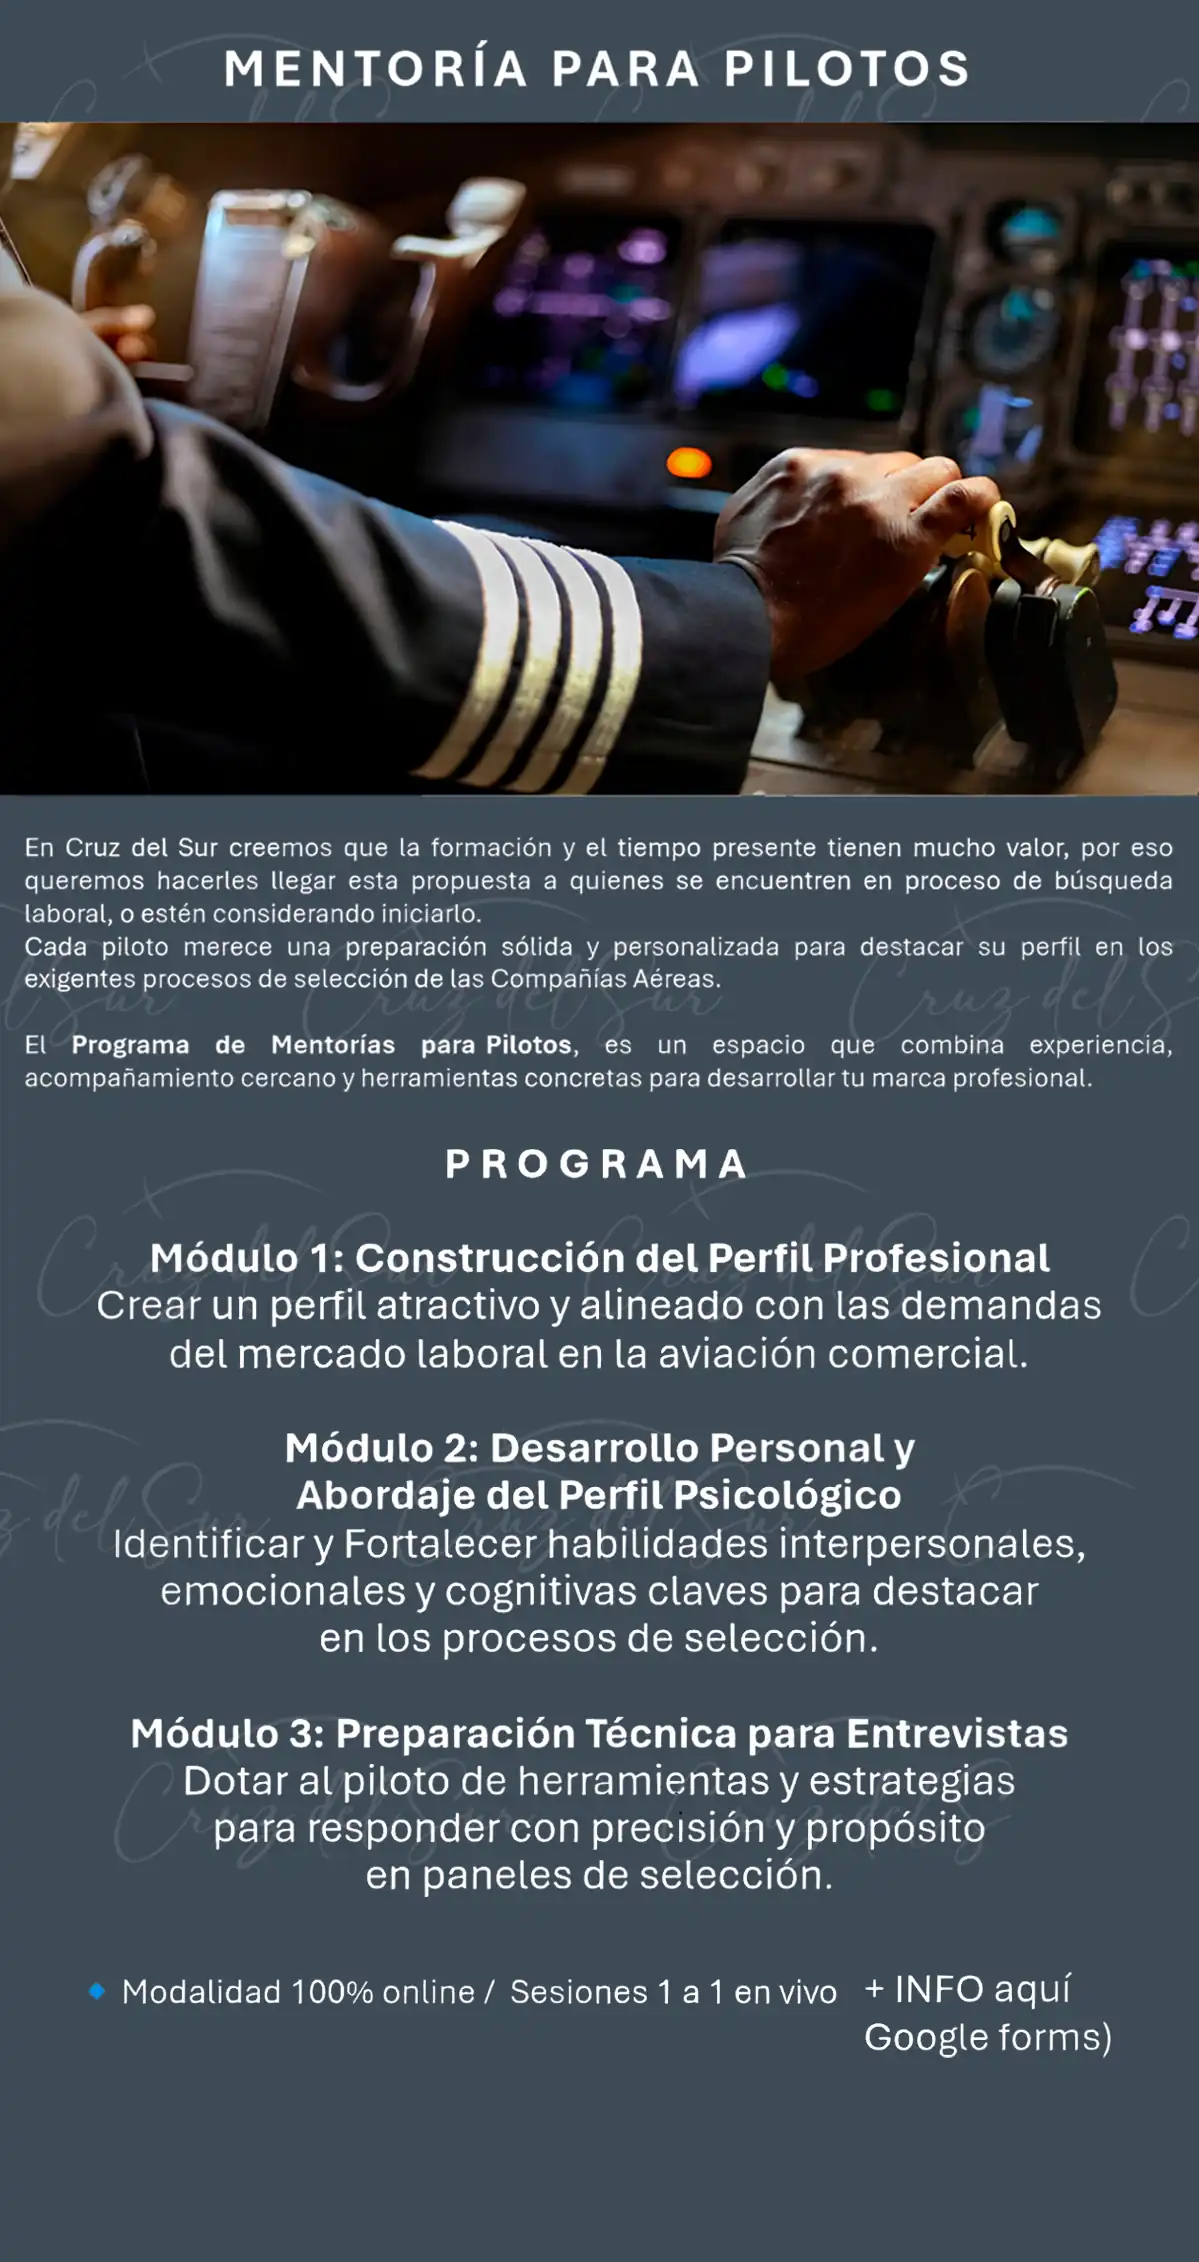 MENTORÍA PARA PILOTOS
En Cruz del Sur creemos que la formación y el tiempo presente tienen mucho valor, por eso
queremos hacerles llegar esta propuesta a quienes se encuentren en proceso de búsqueda
laboral, o estén considerando iniciarlo.
Cada piloto merece una preparación sólida y personalizada para destacar su perfil en los
exigentes procesos de selección de las Compañías Aéreas.
El Programa de Mentorías para Pilotos, es un espacio que combina experiencia,
acompañamiento cercano y herramientas concretas para desarrollar tu marca profesional.
PROGRAMA
Módulo 1: Construcción del Perfil Profesional
Crear un perfil atractivo y alineado con las demandas
del mercado laboral en la aviación comercial.
Módulo 2: Desarrollo Personal y
Abordaje del Perfil Psicológico
Identificar y Fortalecer habilidades interpersonales,
emocionales y cognitivas claves para destacar
en los procesos de selección.
Módulo 3: Preparación Técnica para Entrevistas
Dotar al piloto de herramientas y estrategias
para responder con precisión y propósito
en paneles de selección.
Modalidad 100% online / Sesiones 1 a 1 en vivo + INFO aquí
Google forms)